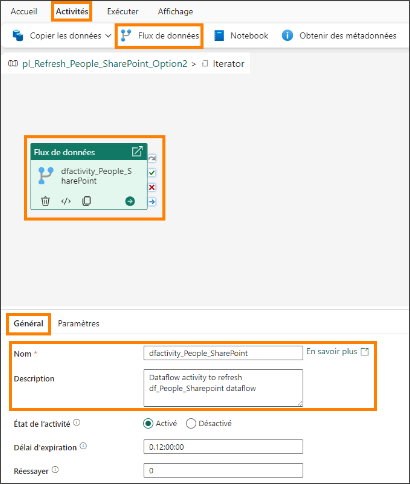 Accueil Activités Exécuter Affichage
Copier les données Flux de données Notebook Obtenir des métadonnées
pl_Refresh_People_SharePoint_Option2 > Iterator
Flux de données
dfactivity_People_S
harePoint
Général Paramètres
Nom * dfactivity_People_SharePoint En savoir plus
Description Dataflow activity to refresh
df_People_Sharepoint dataflow
État de l'activité Activé Désactivé
Délai d'expiration 0.12:00:00
Réessayer 0